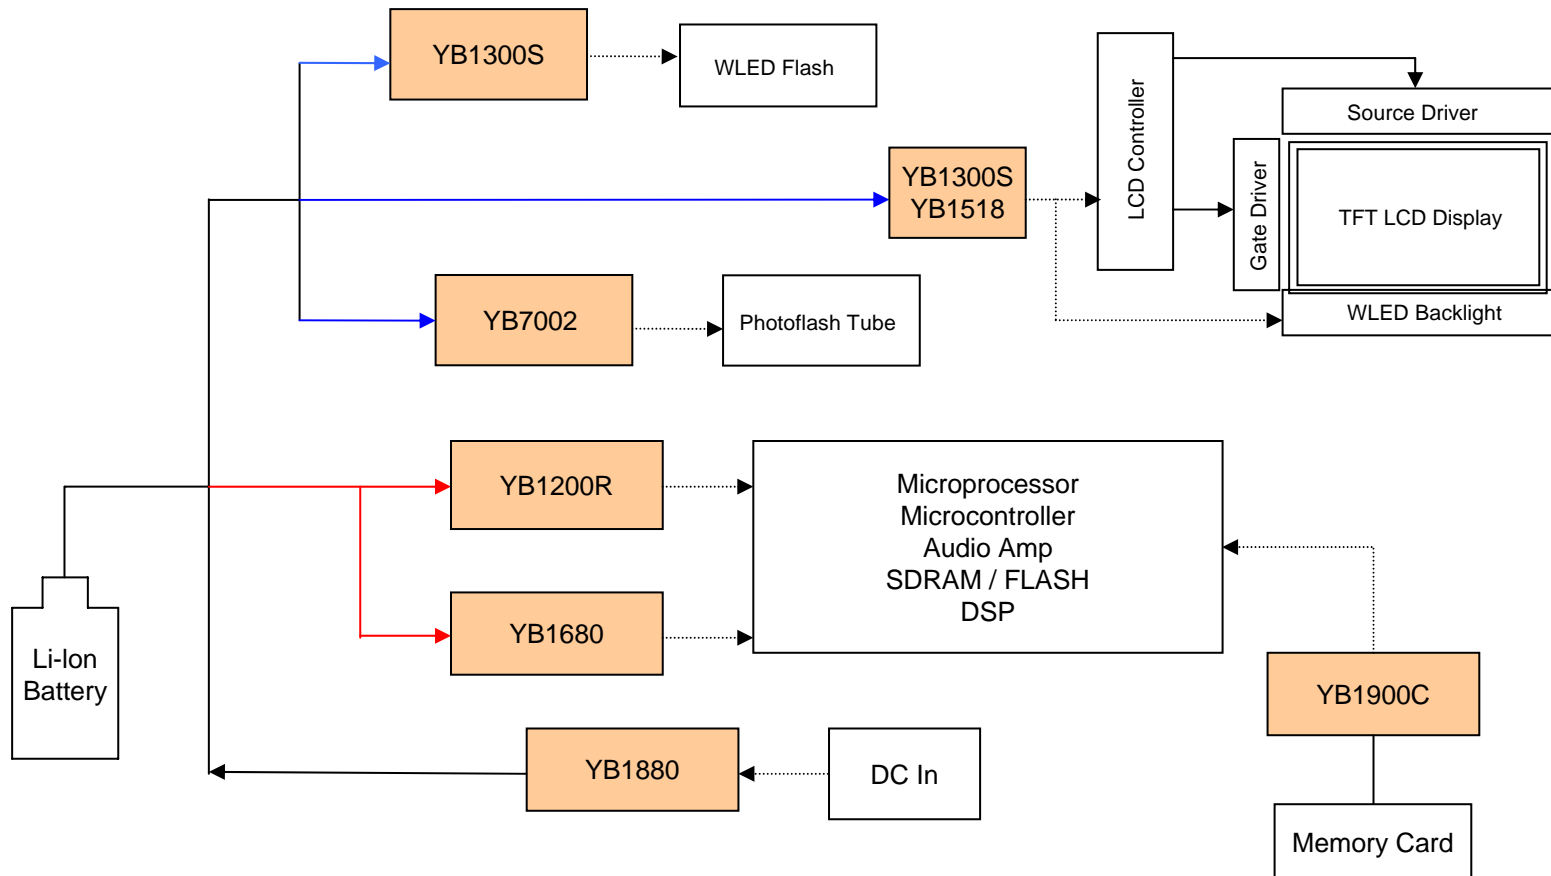 YB1300S
WLED Flash
LCD Controller
Source Driver
YB1300S
YB1518
Gate Driver
TFT LCD Display
YB7002
Photoflash Tube
WLED Backlight
YB1200R
Microprocessor
Microcontroller
Audio Amp
SDRAM / FLASH
DSP
YB1680
Li-Ion
Battery
YB1900C
YB1880
DC In
Memory Card